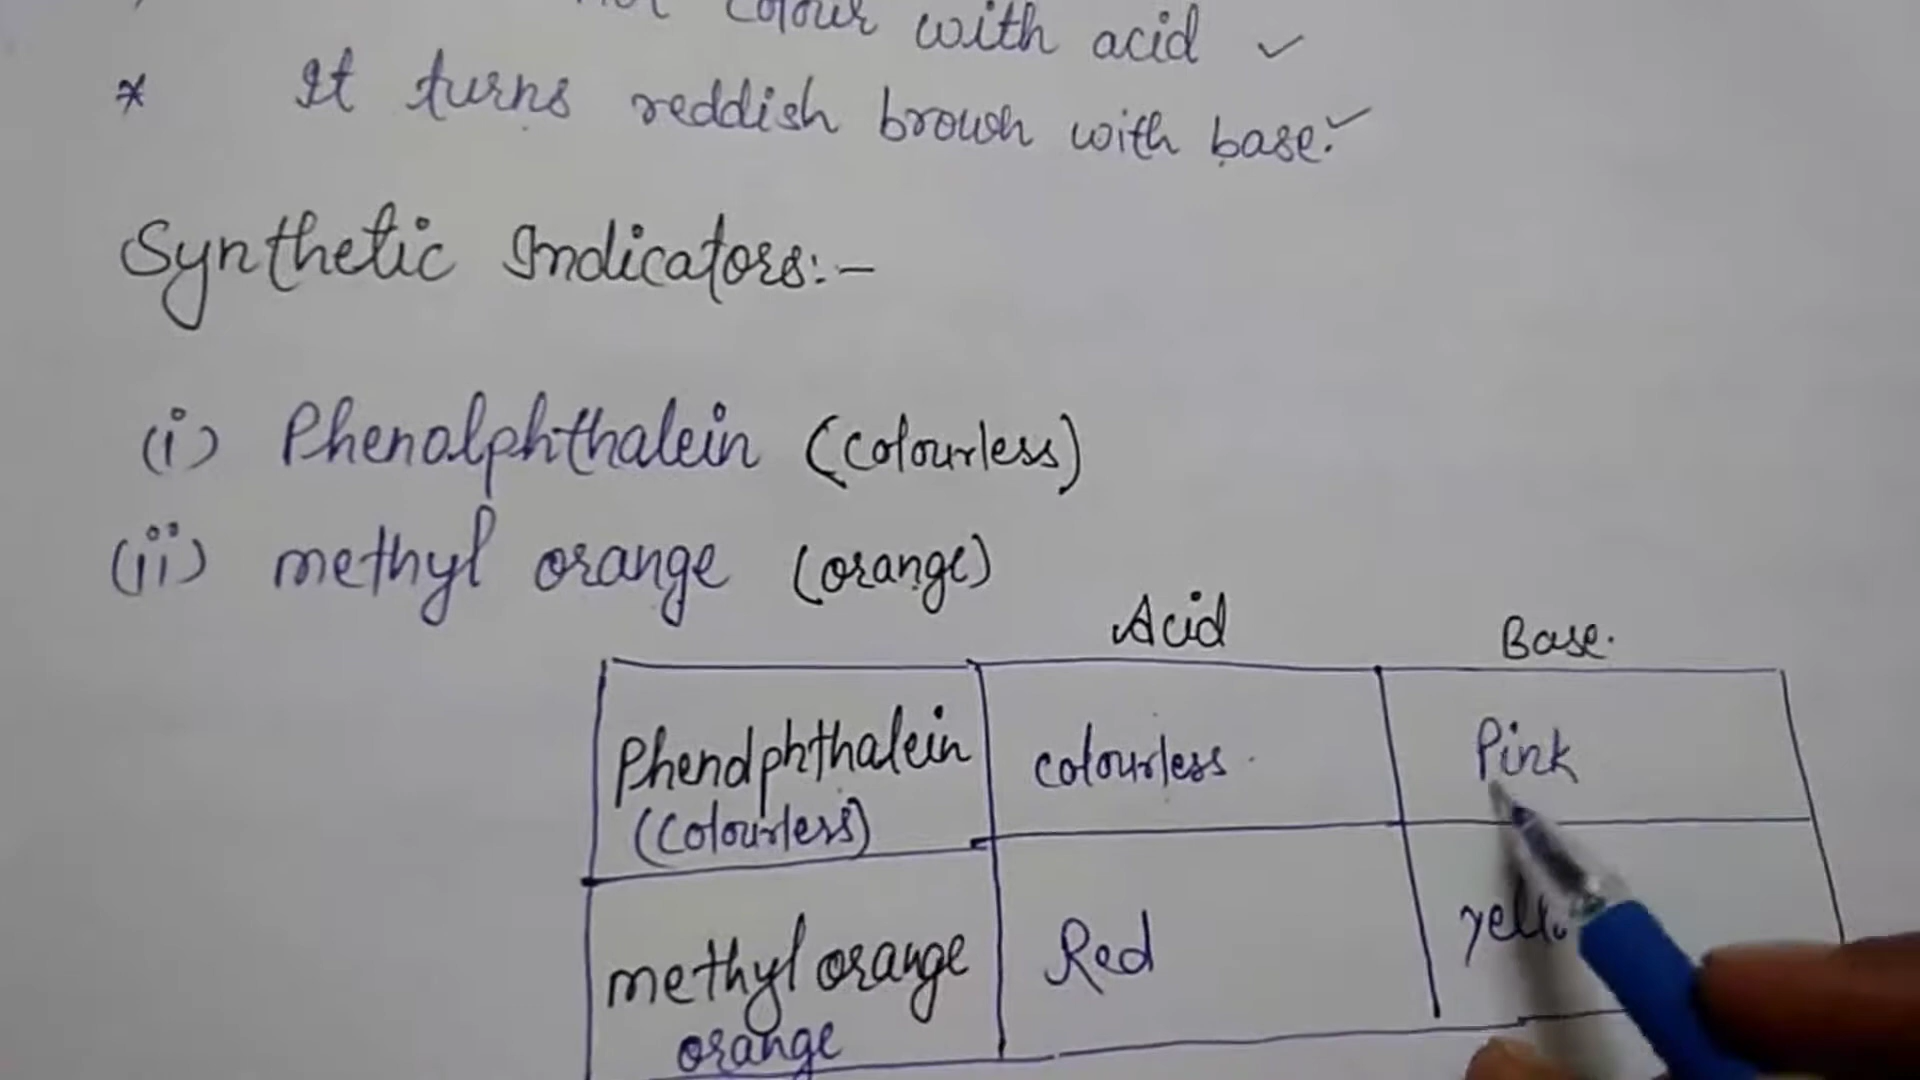 colour with acid ✓
* It turns reddish brown with base. ✓
Synthetic Indicators:-
(i) Phenolphthalein (colourless)
(ii) methyl orange (orange)
Acid Base.
Phenolphthalein colourless. Pink
(colourless)
methyl orange Red
orange